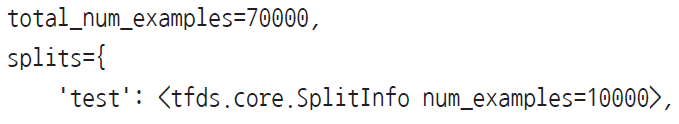 total_num_examples=70000,
splits={
    'test': <tfds.core.SplitInfo num_examples=10000>,